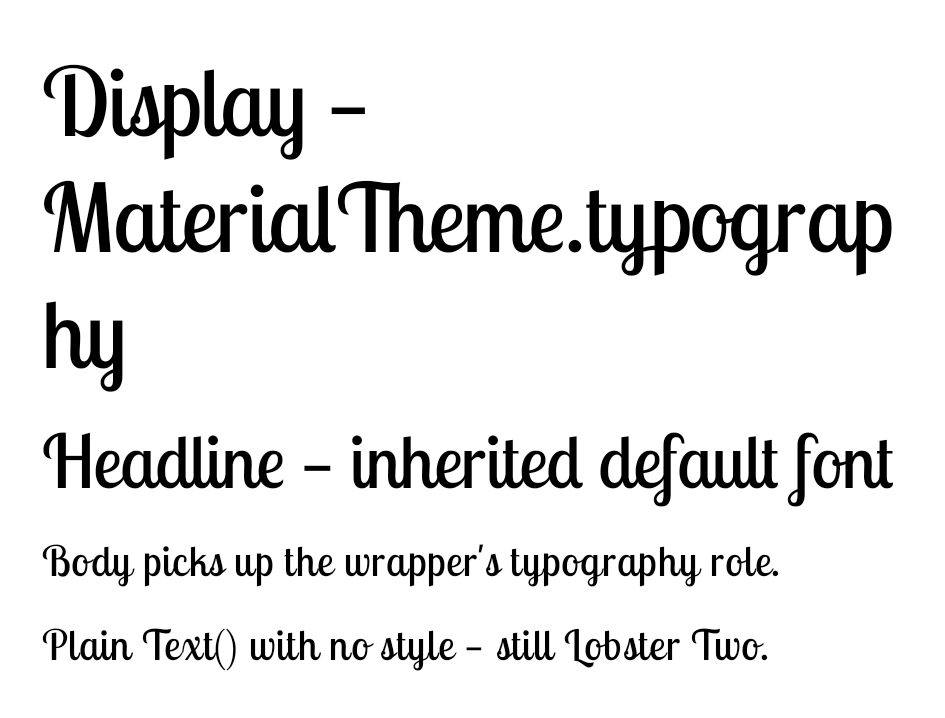 Display –
MaterialTheme.typograp
hy
Headline – inherited default font
Body picks up the wrapper's typography role.
Plain Text() with no style – still Lobster Two.